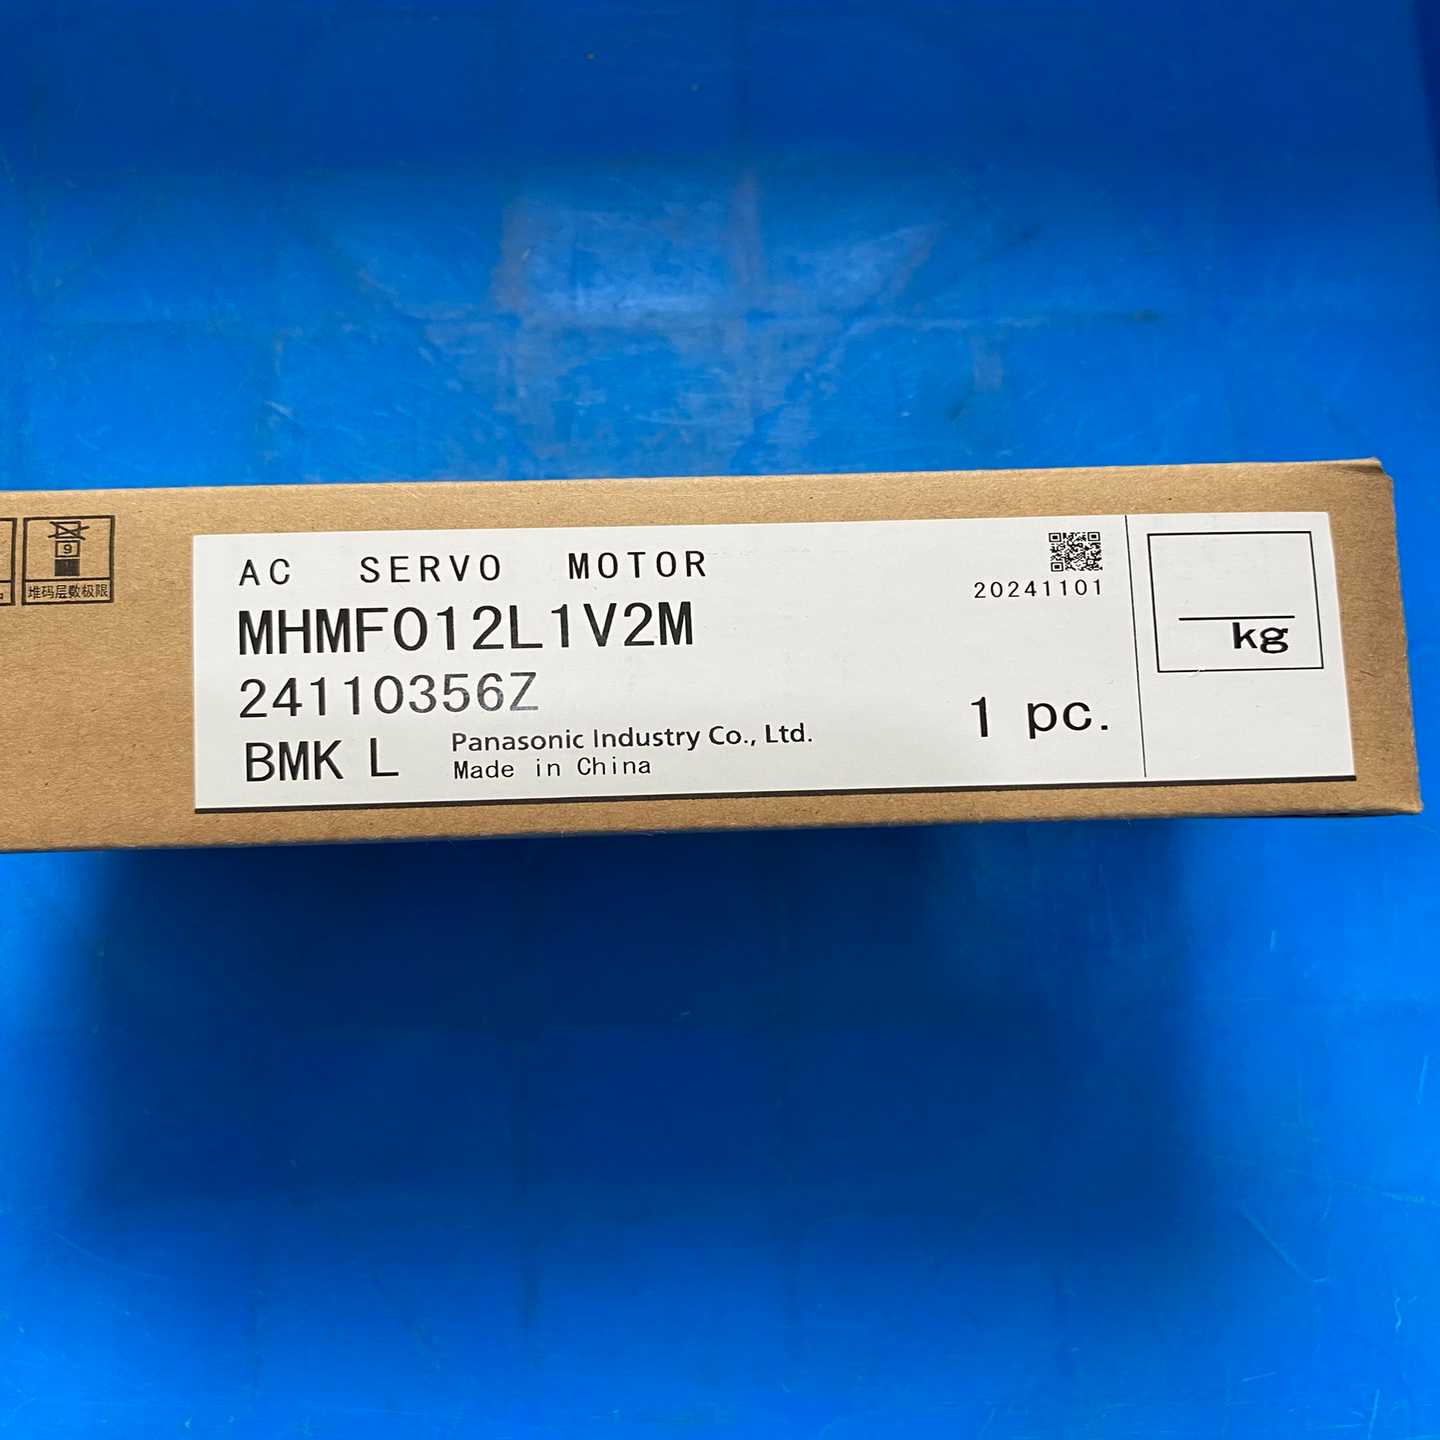 9
堆码层数极限
AC SERVO MOTOR
20241101
MHMF012L1V2M
kg
24110356Z
1 pc.
BMK L
Panasonic Industry Co., Ltd.
Made in China